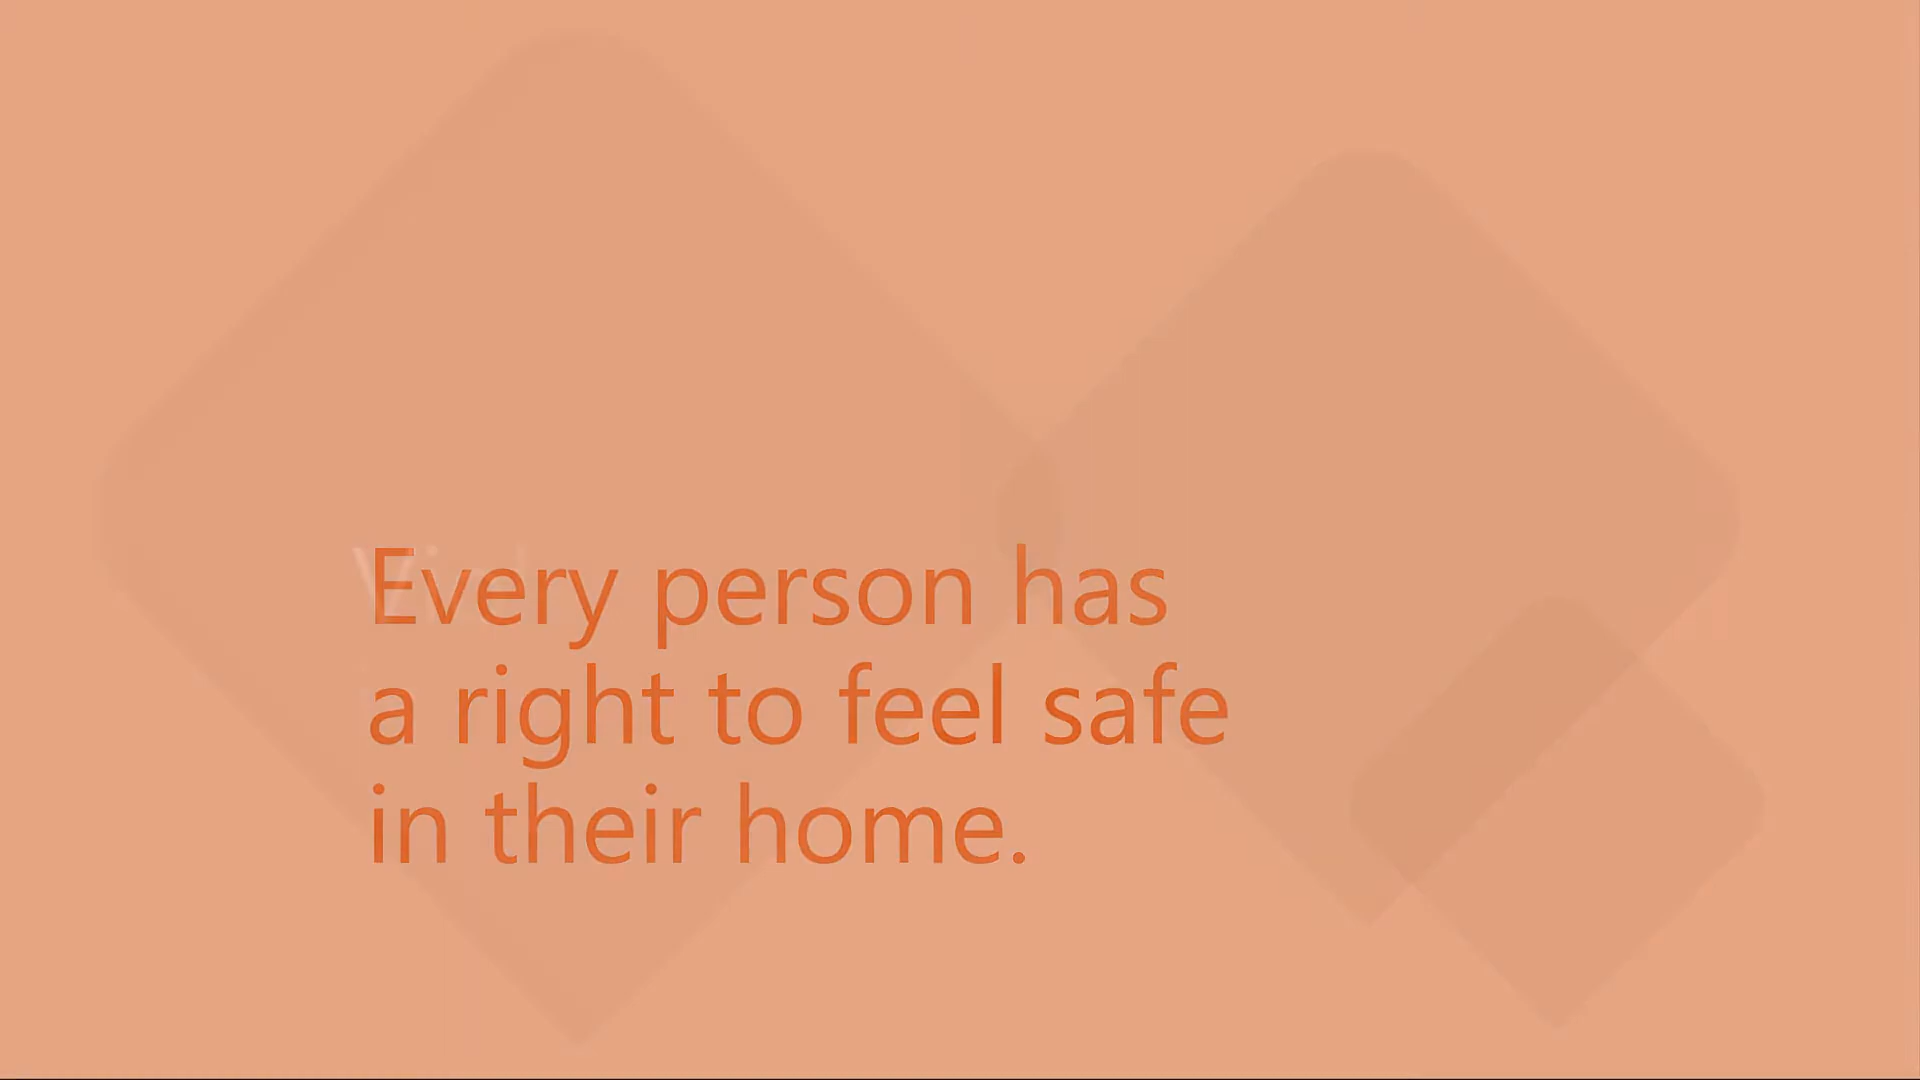 Every person has
a right to feel safe
in their home.